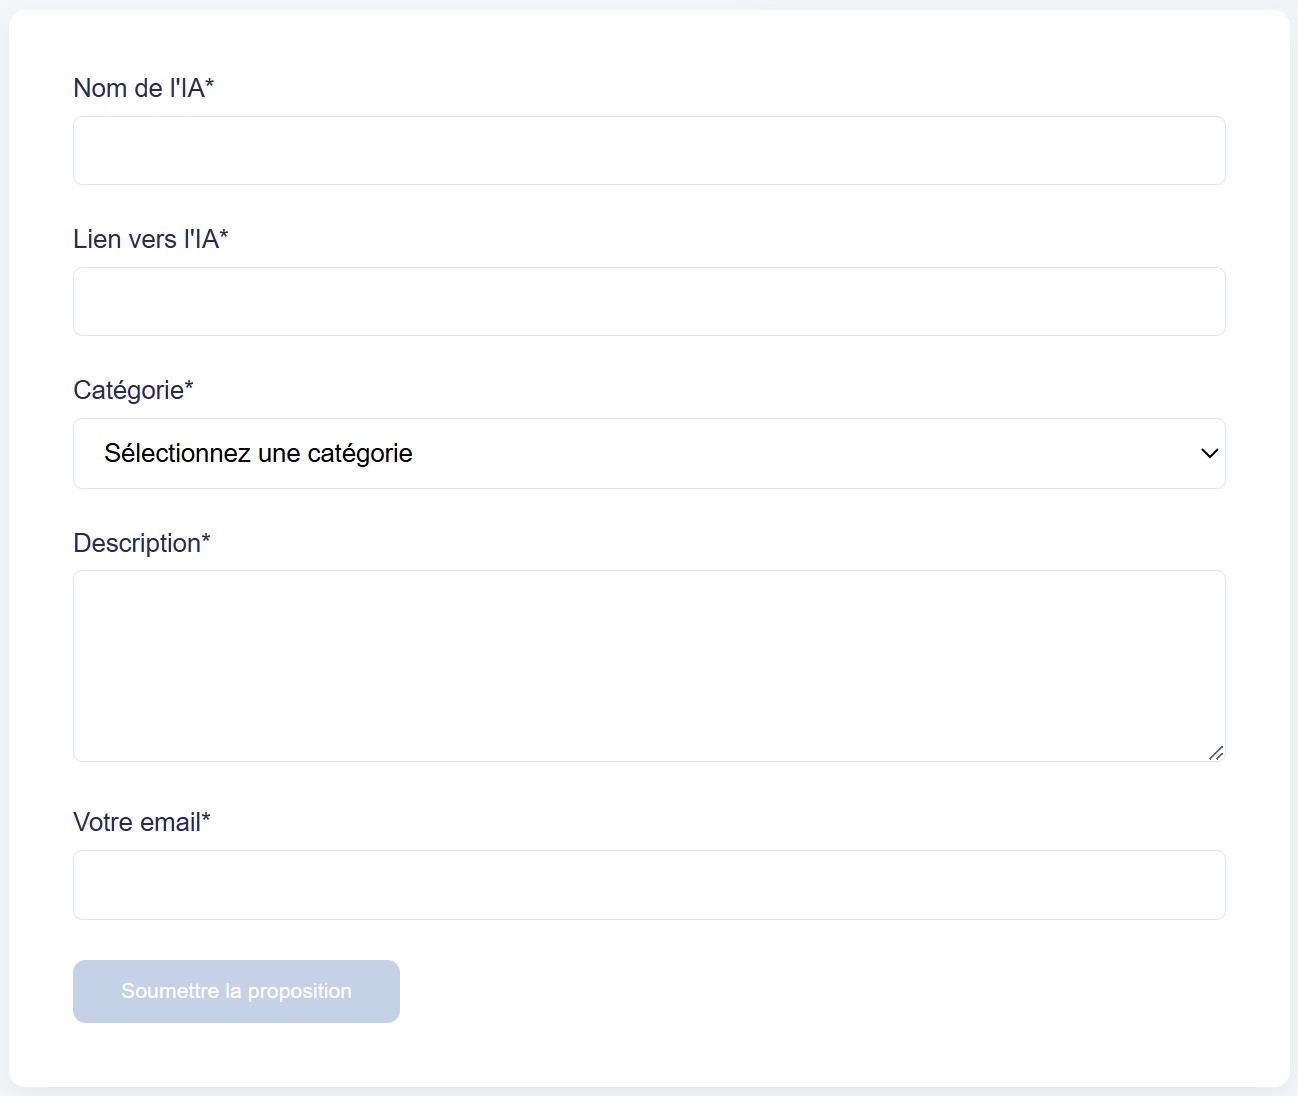 Nom de l'IA*
Lien vers l'IA*
Catégorie*
Sélectionnez une catégorie
Description*
Votre email*
Soumettre la proposition